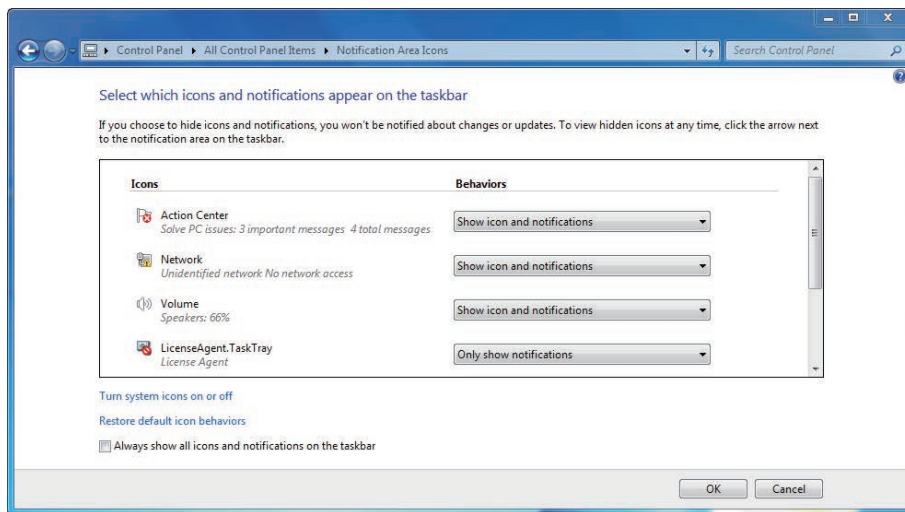 Control Panel ▸ All Control Panel Items ▸ Notification Area Icons
Search Control Panel
Select which icons and notifications appear on the taskbar
If you choose to hide icons and notifications, you won't be notified about changes or updates. To view hidden icons at any time, click the arrow next
to the notification area on the taskbar.
Icons Behaviors
Action Center
Solve PC issues: 3 important messages 4 total messages
Show icon and notifications
Network
Unidentified network No network access
Show icon and notifications
Volume
Speakers: 66%
Show icon and notifications
LicenseAgent.TaskTray
License Agent
Only show notifications
Turn system icons on or off
Restore default icon behaviors
Always show all icons and notifications on the taskbar
OK Cancel